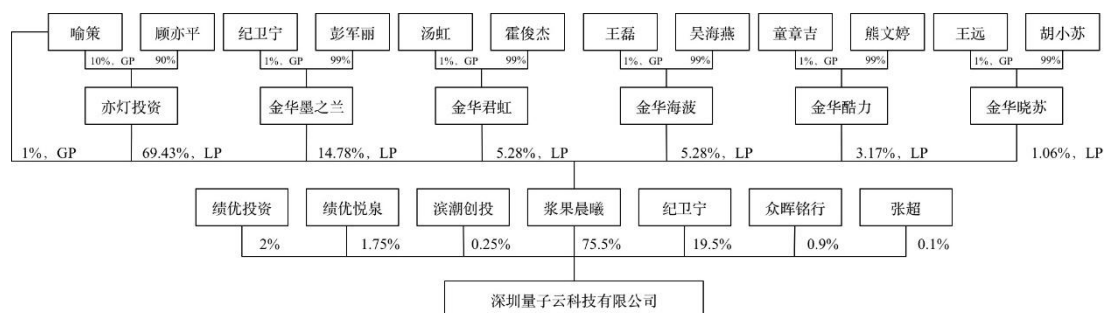 喻策 顾亦平 纪卫宁 彭军丽 汤虹 霍俊杰 王磊 吴海燕 童章吉 熊文婷 王远 胡小苏
10%，GP 90% 1%，GP 99% 1%，GP 99% 1%，GP 99% 1%，GP 99% 1%，GP 99%
亦灯投资 金华墨之兰 金华君虹 金华海菠 金华酷力 金华晓苏
1%，GP 69.43%，LP 14.78%，LP 5.28%，LP 5.28%，LP 3.17%，LP 1.06%，LP
绩优投资 绩优悦泉 滨潮创投 浆果晨曦 纪卫宁 众晖铭行 张超
2% 1.75% 0.25% 75.5% 19.5% 0.9% 0.1%
深圳量子云科技有限公司